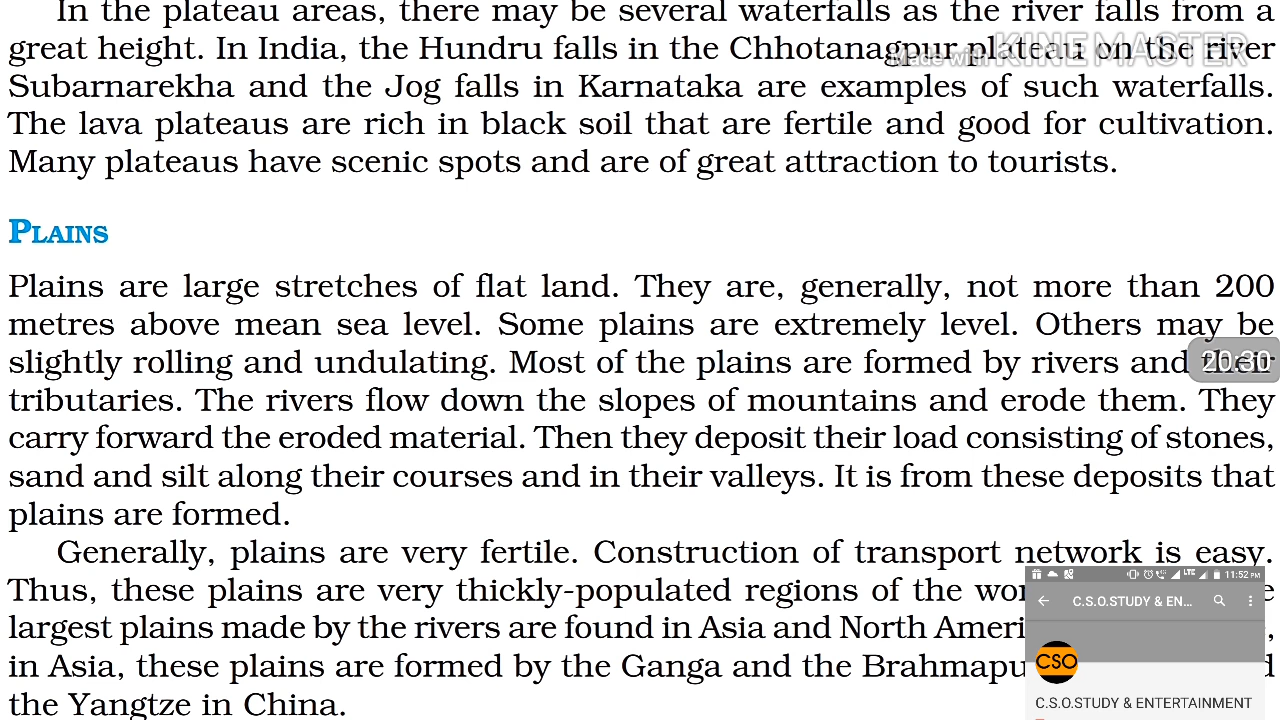 In the plateau areas, there may be several waterfalls as the river falls from a
great height. In India, the Hundru falls in the Chhotanagpur plateau on the river
Made with KINEMASTER
Subarnarekha and the Jog falls in Karnataka are examples of such waterfalls.
The lava plateaus are rich in black soil that are fertile and good for cultivation.
Many plateaus have scenic spots and are of great attraction to tourists.
PLAINS
Plains are large stretches of flat land. They are, generally, not more than 200
metres above mean sea level. Some plains are extremely level. Others may be
slightly rolling and undulating. Most of the plains are formed by rivers and their
20:30
tributaries. The rivers flow down the slopes of mountains and erode them. They
carry forward the eroded material. Then they deposit their load consisting of stones,
sand and silt along their courses and in their valleys. It is from these deposits that
plains are formed.
Generally, plains are very fertile. Construction of transport network is easy.
Thus, these plains are very thickly-populated regions of the
largest plains made by the rivers are found in Asia and North
in Asia, these plains are formed by the Ganga and the
the Yangtze in China.
LTE 11:52 PM
C.S.O.STUDY & EN...
CSO
C.S.O.STUDY & ENTERTAINMENT